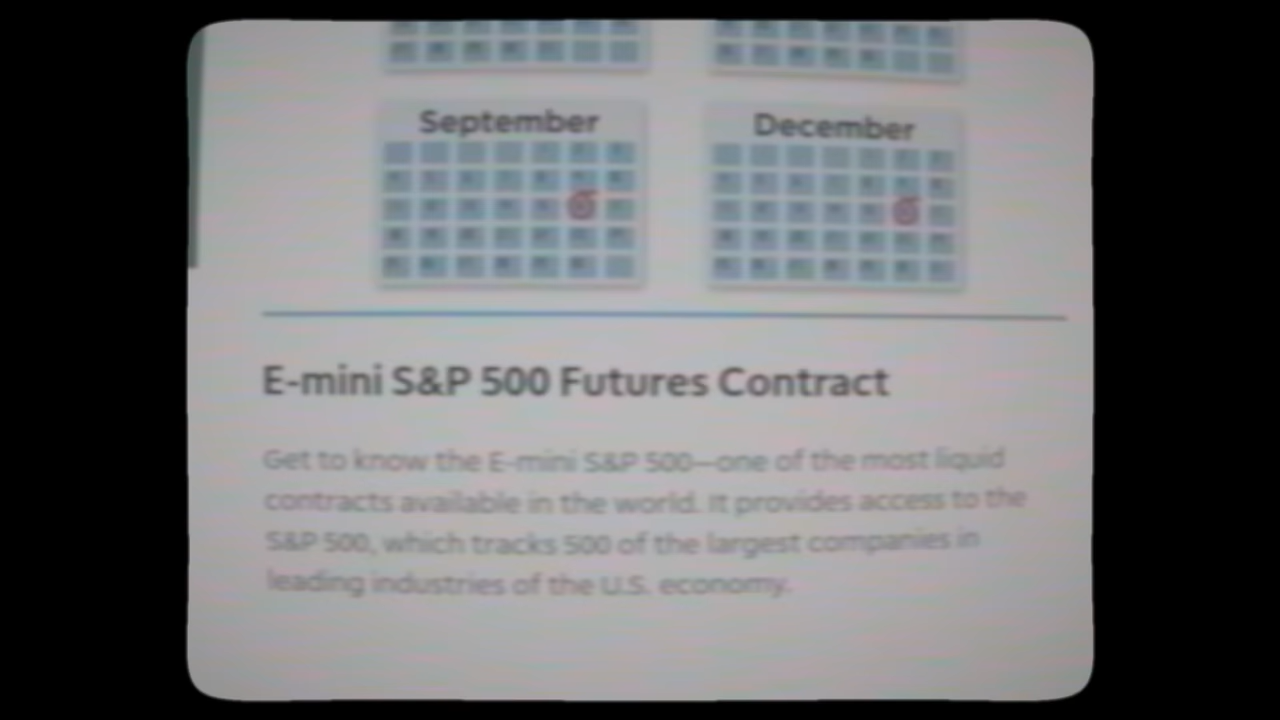 September
December
E-mini S&P 500 Futures Contract
Get to know the E-mini S&P 500—one of the most liquid
contracts available in the world. It provides access to the
S&P 500, which tracks 500 of the largest companies in
leading industries of the U.S. economy.